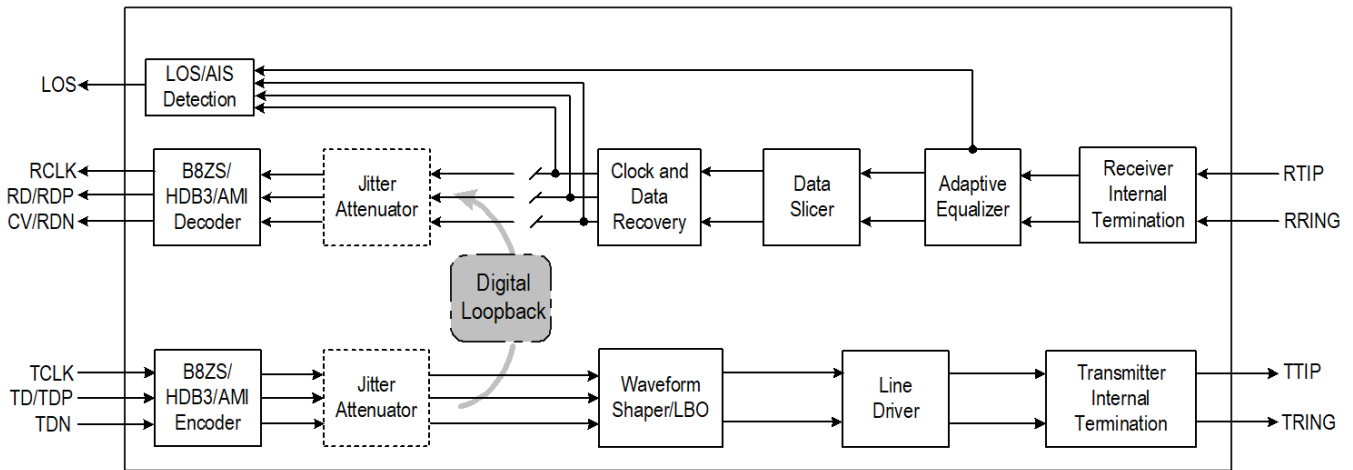 LOS
LOS/AIS
Detection
RCLK
RD/RDP
CV/RDN
B8ZS/
HDB3/AMI
Decoder
Jitter
Attenuator
Clock and
Data
Recovery
Data
Slicer
Adaptive
Equalizer
Receiver
Internal
Termination
RTIP
RRING
Digital
Loopback
TCLK
TD/TDP
TDN
B8ZS/
HDB3/AMI
Encoder
Jitter
Attenuator
Waveform
Shaper/LBO
Line
Driver
Transmitter
Internal
Termination
TTIP
TRING